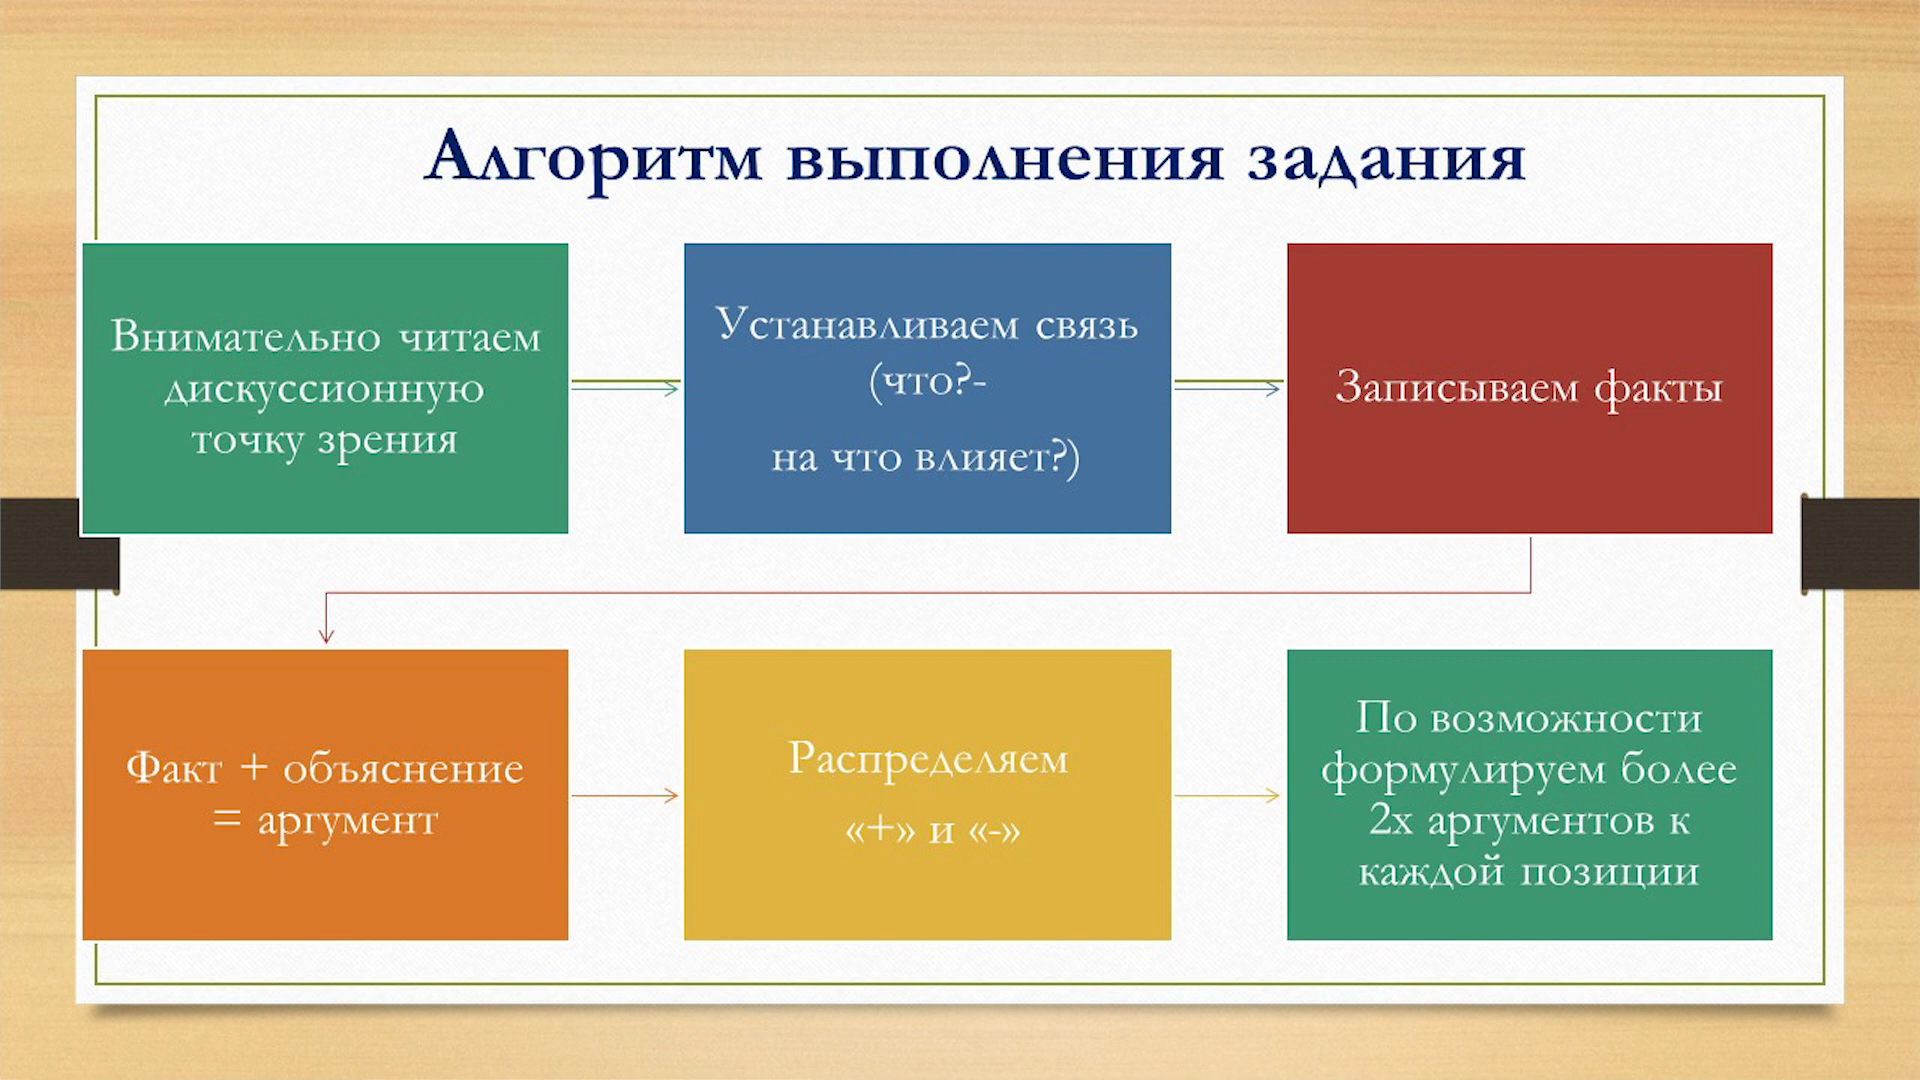 Алгоритм выполнения задания
Внимательно читаем
дискуссионную
точку зрения
Устанавливаем связь
(что?-
на что влияет?)
Записываем факты
Факт + объяснение
= аргумент
Распределяем
«+» и «-»
По возможности
формулируем более
2х аргументов к
каждой позиции